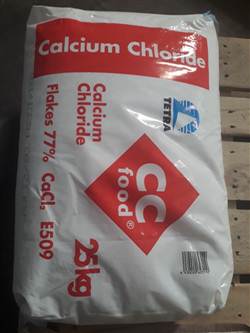 Calcium Chloride
TETRA
Calcium
Chloride
CC
food®
Flakes 77% CaCl₂ E509
25kg